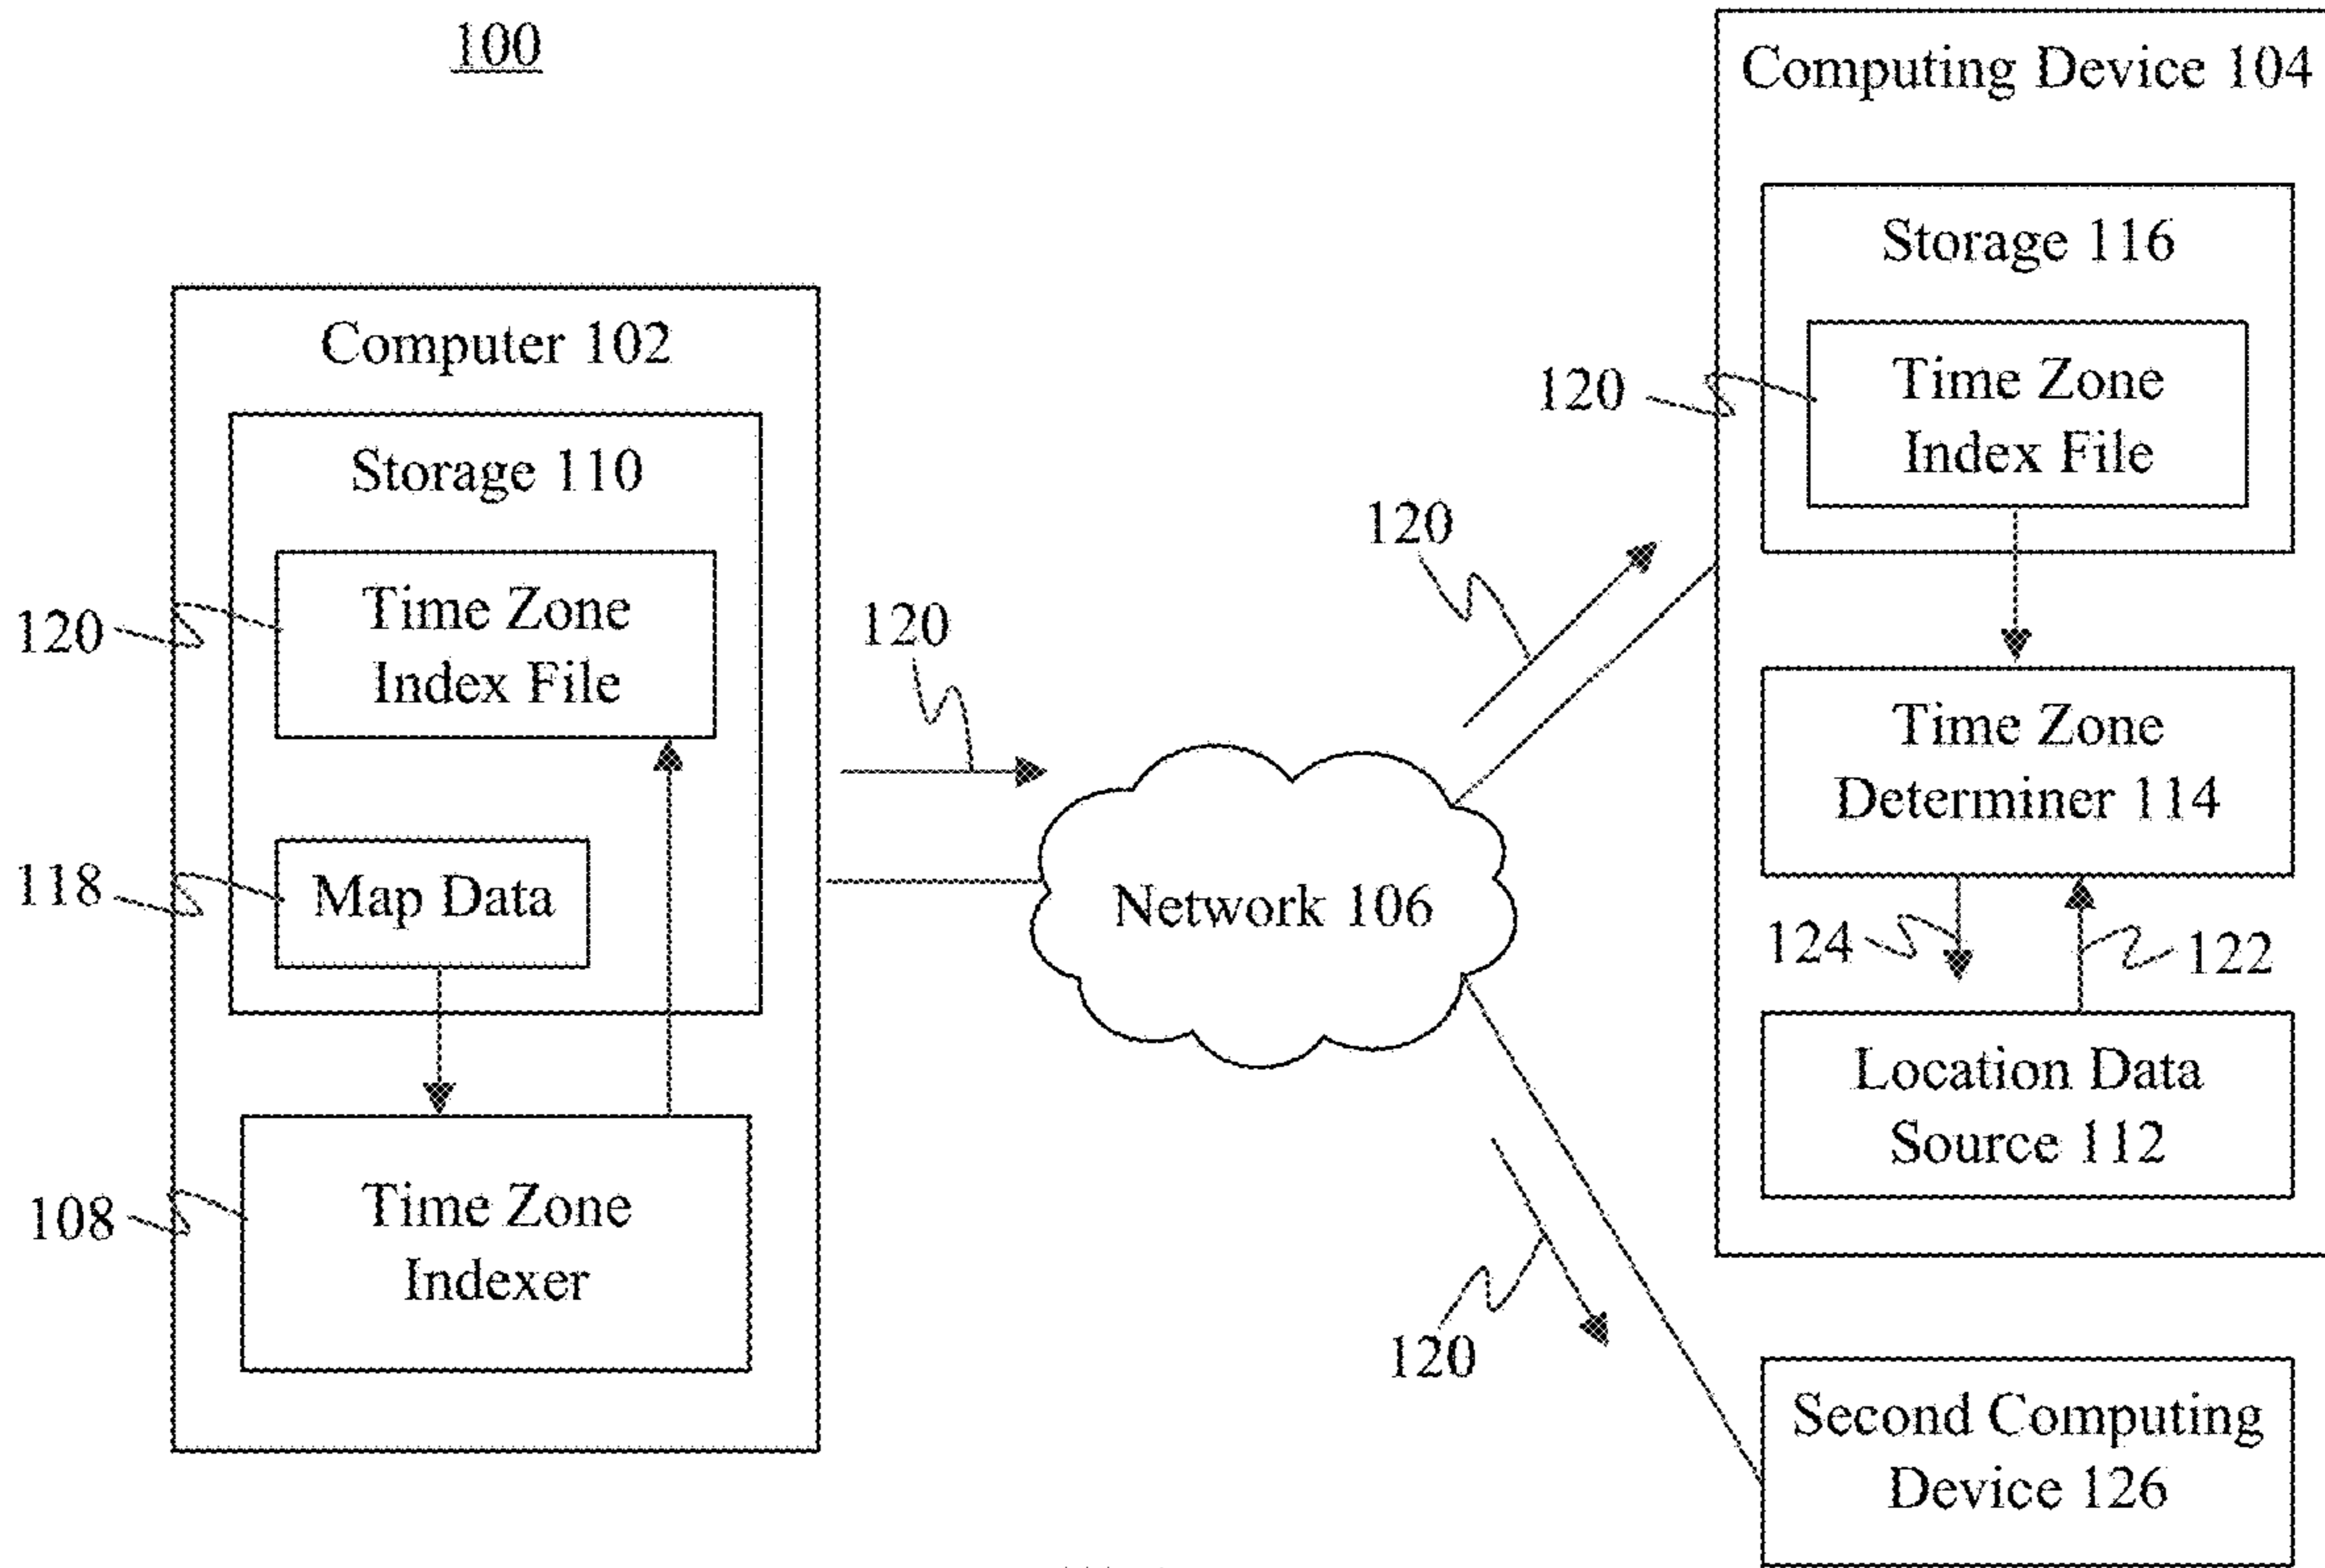 100
Computer 102
Storage 110
120
Time Zone
Index File
118
Map Data
108
Time Zone
Indexer
120
Network 106
120
120
Computing Device 104
Storage 116
120
Time Zone
Index File
Time Zone
Determiner 114
124
122
Location Data
Source 112
Second Computing
Device 126